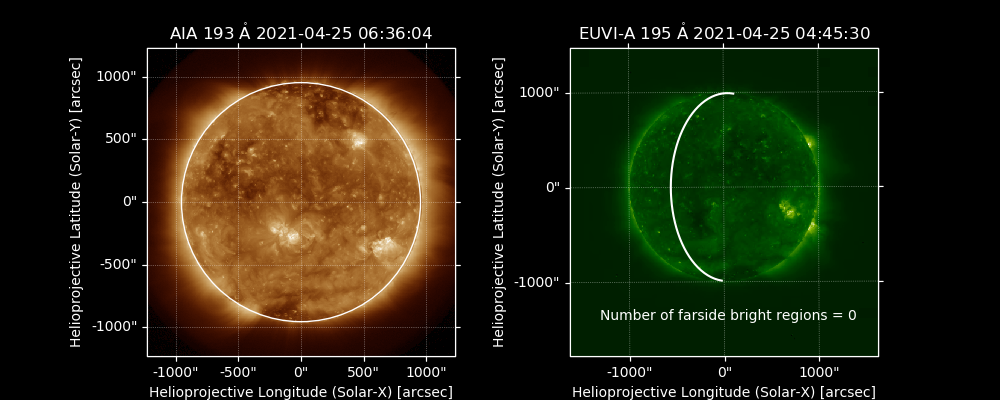 AIA 193 Å 2021-04-25 06:36:04
Helioprojective Latitude (Solar-Y) [arcsec]
1000"
500"
0"
-500"
-1000"
-1000"
-500"
0"
500"
1000"
Helioprojective Longitude (Solar-X) [arcsec]
EUVI-A 195 Å 2021-04-25 04:45:30
Helioprojective Latitude (Solar-Y) [arcsec]
1000"
0"
-1000"
Number of farside bright regions = 0
-1000"
0"
1000"
Helioprojective Longitude (Solar-X) [arcsec]